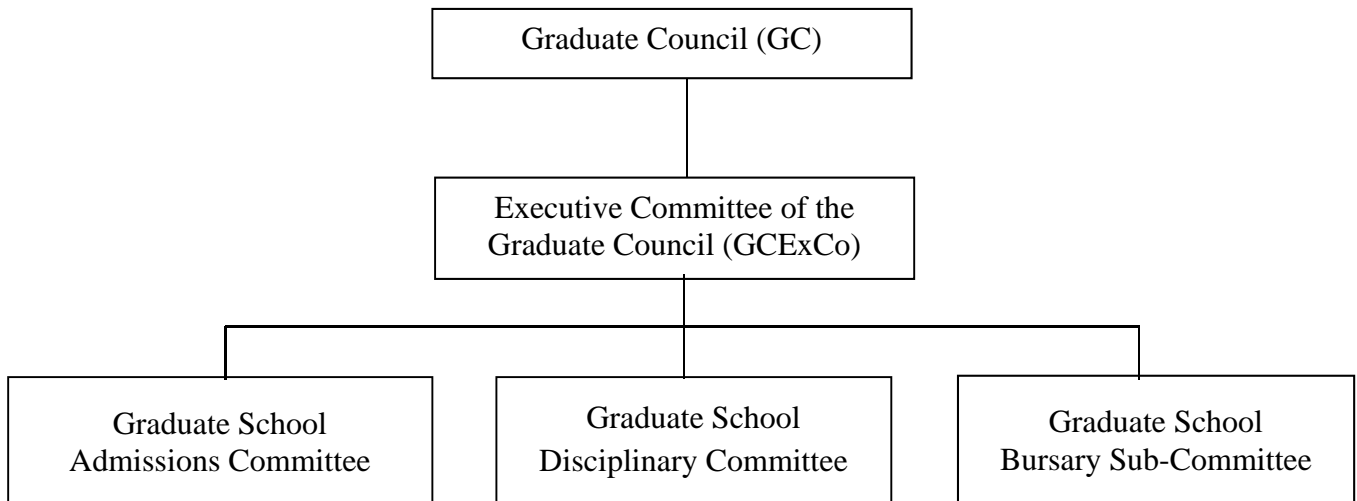 Graduate Council (GC)
Executive Committee of the
Graduate Council (GCExCo)
Graduate School
Admissions Committee
Graduate School
Disciplinary Committee
Graduate School
Bursary Sub-Committee